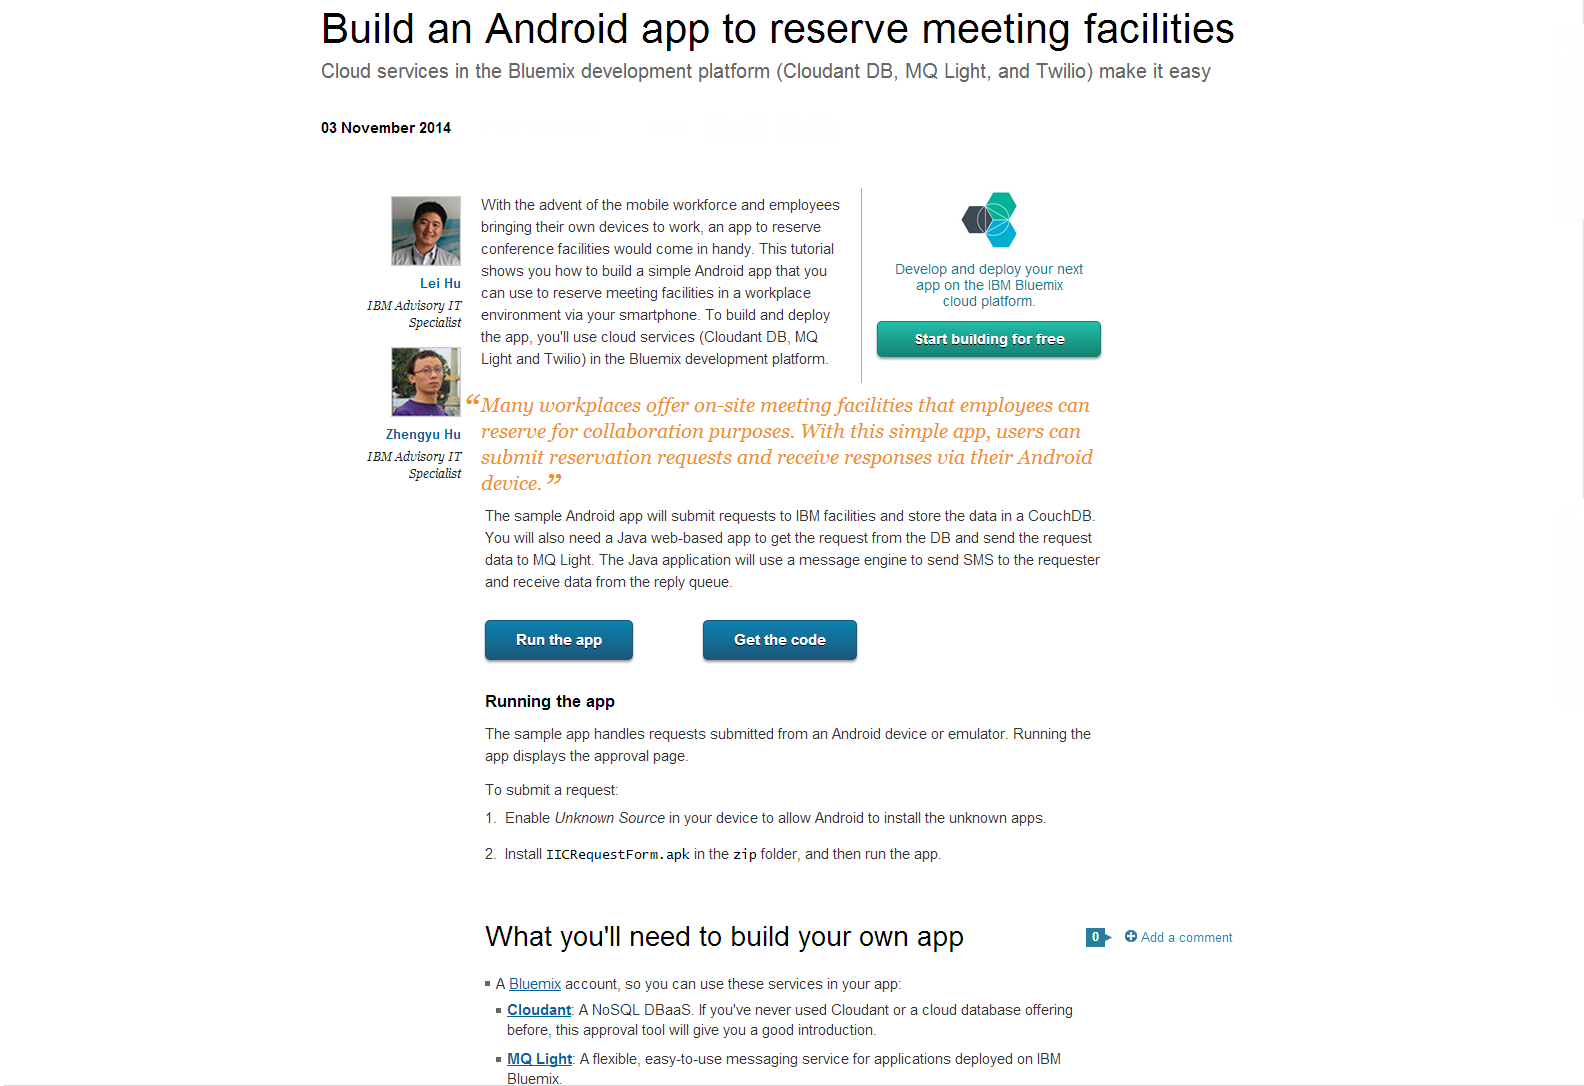 Build an Android app to reserve meeting facilities
Cloud services in the Bluemix development platform (Cloudant DB, MQ Light, and Twilio) make it easy
03 November 2014
Lei Hu
IBM Advisory IT
Specialist
Zhengyu Hu
IBM Advisory IT
Specialist
With the advent of the mobile workforce and employees
bringing their own devices to work, an app to reserve
conference facilities would come in handy. This tutorial
shows you how to build a simple Android app that you
can use to reserve meeting facilities in a workplace
environment via your smartphone. To build and deploy
the app, you'll use cloud services (Cloudant DB, MQ
Light and Twilio) in the Bluemix development platform.
Develop and deploy your next
app on the IBM Bluemix
cloud platform.
Start building for free
“Many workplaces offer on-site meeting facilities that employees can
reserve for collaboration purposes. With this simple app, users can
submit reservation requests and receive responses via their Android
device.”
The sample Android app will submit requests to IBM facilities and store the data in a CouchDB.
You will also need a Java web-based app to get the request from the DB and send the request
data to MQ Light. The Java application will use a message engine to send SMS to the requester
and receive data from the reply queue.
Run the app
Get the code
Running the app
The sample app handles requests submitted from an Android device or emulator. Running the
app displays the approval page.
To submit a request:
1. Enable Unknown Source in your device to allow Android to install the unknown apps.
2. Install IICRequestForm.apk in the zip folder, and then run the app.
What you'll need to build your own app
0
Add a comment
A Bluemix account, so you can use these services in your app:
Cloudant: A NoSQL DBaaS. If you've never used Cloudant or a cloud database offering
before, this approval tool will give you a good introduction.
MQ Light: A flexible, easy-to-use messaging service for applications deployed on IBM
Bluemix.